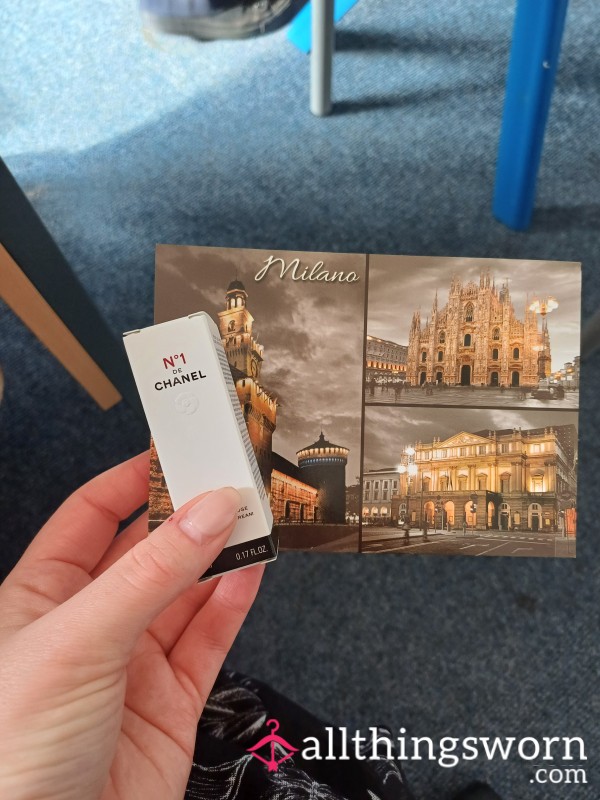 Milano
N°1
DE
CHANEL
0.17 FL.OZ.
allthingsworn
.com